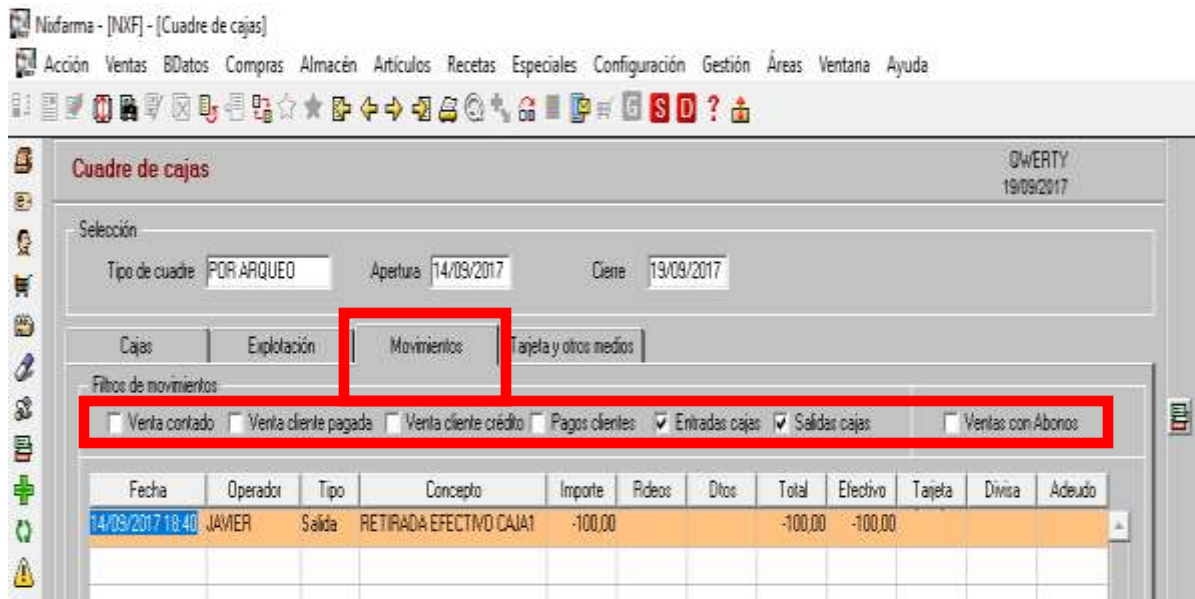 Nixfarma - [NXF] - [Cuadre de cajas]
Acción Ventas BDatos Compras Almacén Artículos Recetas Especiales Configuración Gestión Áreas Ventana Ayuda
G S D ?
Cuadre de cajas QWERTY
19/09/2017
Selección
Tipo de cuadre POR ARQUEO Apertura 14/09/2017 Cierre 19/09/2017
Cajas Explotación Movimientos Tarjeta y otros medios
Filtros de movimientos
Venta contado Venta cliente pagada Venta cliente crédito Pagos clientes Entradas cajas Salidas cajas Ventas con Abonos
Fecha Operador Tipo Concepto Importe Rdeos Dtos Total Efectivo Tarjeta Divisa Adeudo
14/09/2017 18:40 JAVIER Salida RETIRADA EFECTIVO CAJA1 -100,00 -100,00 -100,00